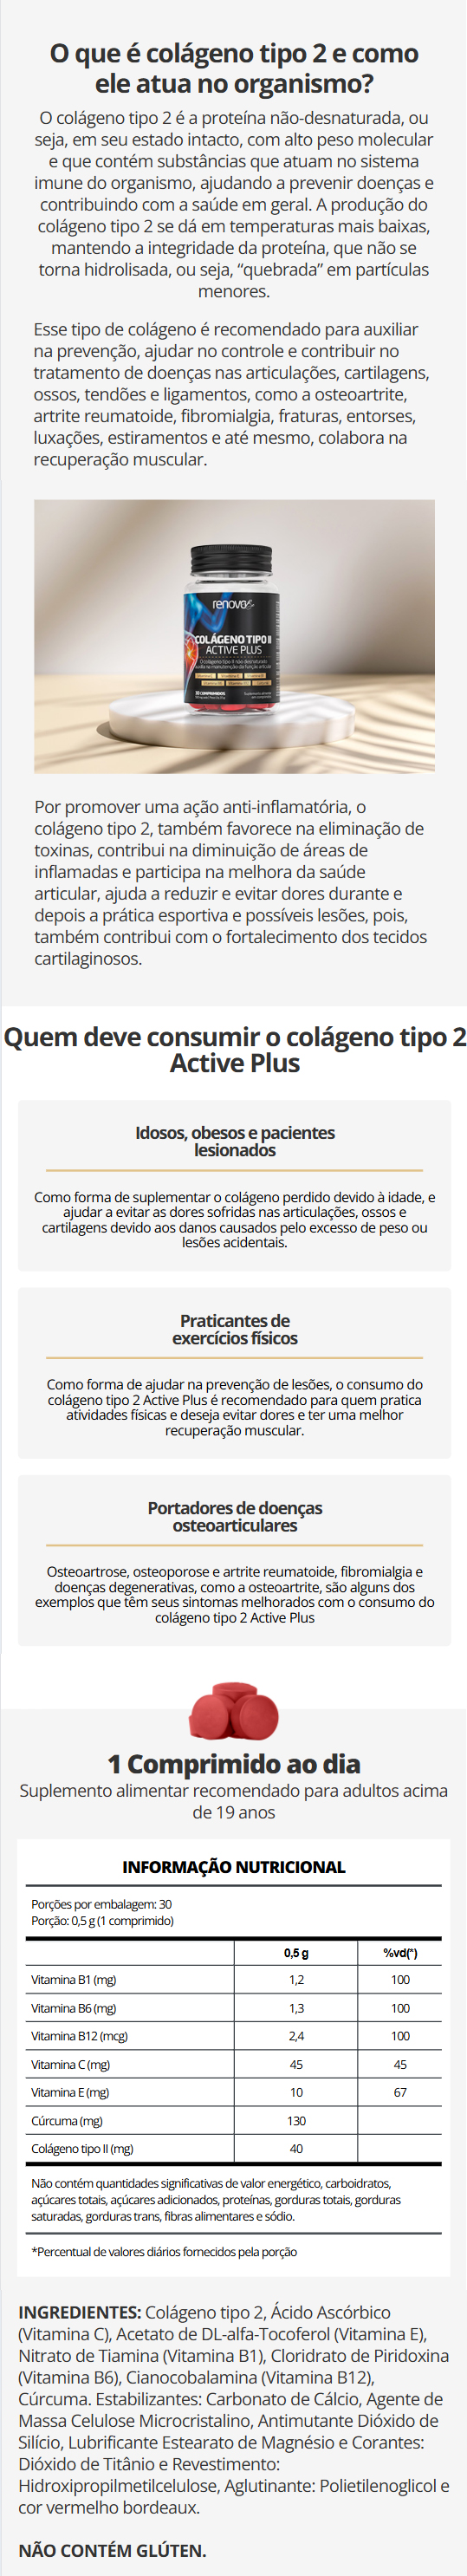 O que é colágeno tipo 2 e como
ele atua no organismo?
O colágeno tipo 2 é a proteína não-desnaturada, ou
seja, em seu estado intacto, com alto peso molecular
e que contém substâncias que atuam no sistema
imune do organismo, ajudando a prevenir doenças e
contribuindo com a saúde em geral. A produção do
colágeno tipo 2 se dá em temperaturas mais baixas,
mantendo a integridade da proteína, que não se
torna hidrolisada, ou seja, “quebrada” em partículas
menores.
Esse tipo de colágeno é recomendado para auxiliar
na prevenção, ajudar no controle e contribuir no
tratamento de doenças nas articulações, cartilagens,
ossos, tendões e ligamentos, como a osteoartrite,
artrite reumatoide, fibromialgia, fraturas, entorses,
luxações, estiramentos e até mesmo, colabora na
recuperação muscular.
renova
COLÁGENO TIPO II
ACTIVE PLUS
30 COMPRIMIDOS
Por promover uma ação anti-inflamatória, o
colágeno tipo 2, também favorece na eliminação de
toxinas, contribui na diminuição de áreas de
inflamadas e participa na melhora da saúde
articular, ajuda a reduzir e evitar dores durante e
depois a prática esportiva e possíveis lesões, pois,
também contribui com o fortalecimento dos tecidos
cartilaginosos.
Quem deve consumir o colágeno tipo 2
Active Plus
Idosos, obesos e pacientes
lesionados
Como forma de suplementar o colágeno perdido devido à idade, e
ajudar a evitar as dores sofridas nas articulações, ossos e
cartilagens devido aos danos causados pelo excesso de peso ou
lesões acidentais.
Praticantes de
exercícios físicos
Como forma de ajudar na prevenção de lesões, o consumo do
colágeno tipo 2 Active Plus é recomendado para quem pratica
atividades físicas e deseja evitar dores e ter uma melhor
recuperação muscular.
Portadores de doenças
osteoarticulares
Osteoartrose, osteoporose e artrite reumatoide, fibromialgia e
doenças degenerativas, como a osteoartrite, são alguns dos
exemplos que têm seus sintomas melhorados com o consumo do
colágeno tipo 2 Active Plus
1 Comprimido ao dia
Suplemento alimentar recomendado para adultos acima
de 19 anos
INFORMAÇÃO NUTRICIONAL
Porções por embalagem: 30
Porção: 0,5 g (1 comprimido)
0,5 g %vd(*)
Vitamina B1 (mg) 1,2 100
Vitamina B6 (mg) 1,3 100
Vitamina B12 (mcg) 2,4 100
Vitamina C (mg) 45 45
Vitamina E (mg) 10 67
Cúrcuma (mg) 130
Colágeno tipo II (mg) 40
Não contém quantidades significativas de valor energético, carboidratos,
açúcares totais, açúcares adicionados, proteínas, gorduras totais, gorduras
saturadas, gorduras trans, fibras alimentares e sódio.
*Percentual de valores diários fornecidos pela porção
INGREDIENTES: Colágeno tipo 2, Ácido Ascórbico
(Vitamina C), Acetato de DL-alfa-Tocoferol (Vitamina E),
Nitrato de Tiamina (Vitamina B1), Cloridrato de Piridoxina
(Vitamina B6), Cianocobalamina (Vitamina B12),
Cúrcuma. Estabilizantes: Carbonato de Cálcio, Agente de
Massa Celulose Microcristalino, Antimutante Dióxido de
Silício, Lubrificante Estearato de Magnésio e Corantes:
Dióxido de Titânio e Revestimento:
Hidroxipropilmetilcelulose, Aglutinante: Polietilenoglicol e
cor vermelho bordeaux.
NÃO CONTÉM GLÚTEN.